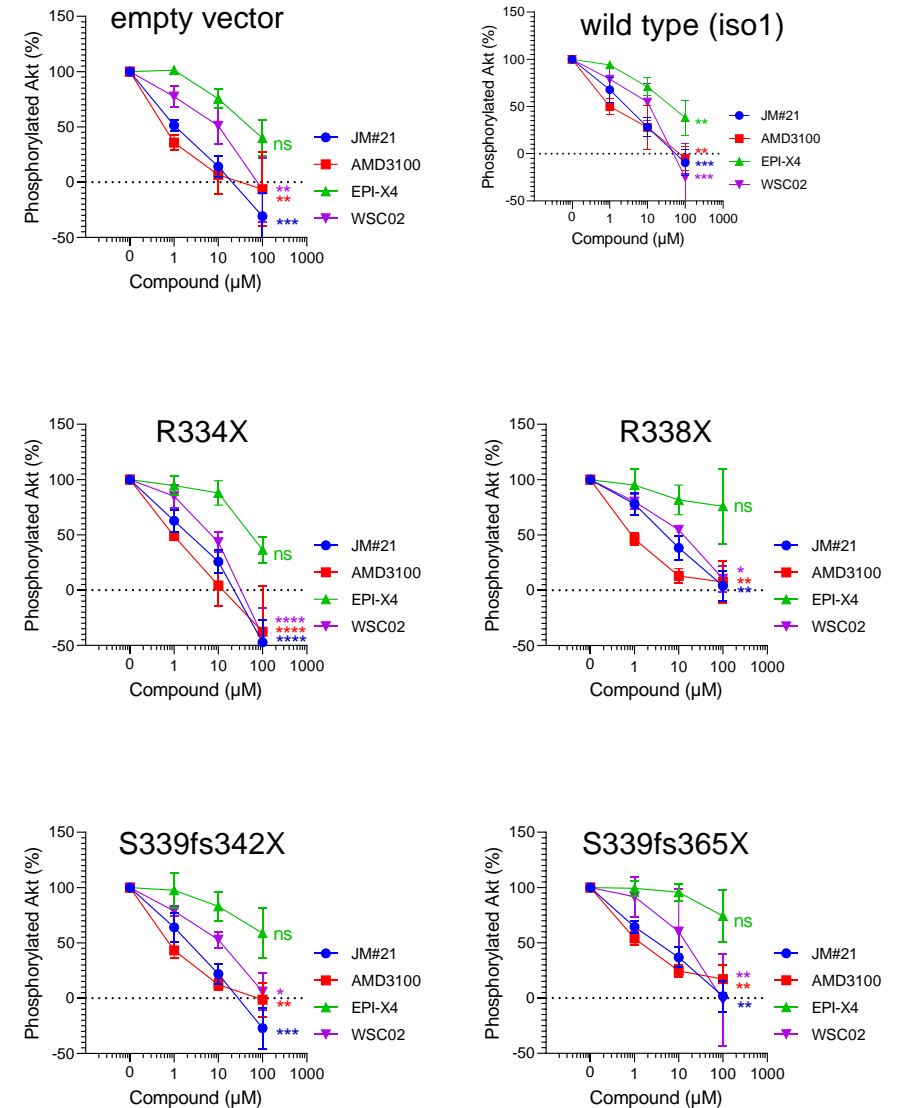 empty vector
150
100
50
0
-50
Phosphorylated Akt (%)
0 1 10 100 1000
Compound (µM)
ns
**
**
***
JM#21
AMD3100
EPI-X4
WSC02
wild type (iso1)
150
100
50
0
-50
Phosphorylated Akt (%)
0 1 10 100 1000
Compound (µM)
**
**
***
***
JM#21
AMD3100
EPI-X4
WSC02
R334X
150
100
50
0
-50
Phosphorylated Akt (%)
0 1 10 100 1000
Compound (µM)
ns
****
****
****
JM#21
AMD3100
EPI-X4
WSC02
R338X
150
100
50
0
-50
Phosphorylated Akt (%)
0 1 10 100 1000
Compound (µM)
ns
*
**
**
JM#21
AMD3100
EPI-X4
WSC02
S339fs342X
150
100
50
0
-50
Phosphorylated Akt (%)
0 1 10 100 1000
Compound (µM)
ns
*
**
***
JM#21
AMD3100
EPI-X4
WSC02
S339fs365X
150
100
50
0
-50
Phosphorylated Akt (%)
0 1 10 100 1000
Compound (µM)
ns
**
**
**
JM#21
AMD3100
EPI-X4
WSC02